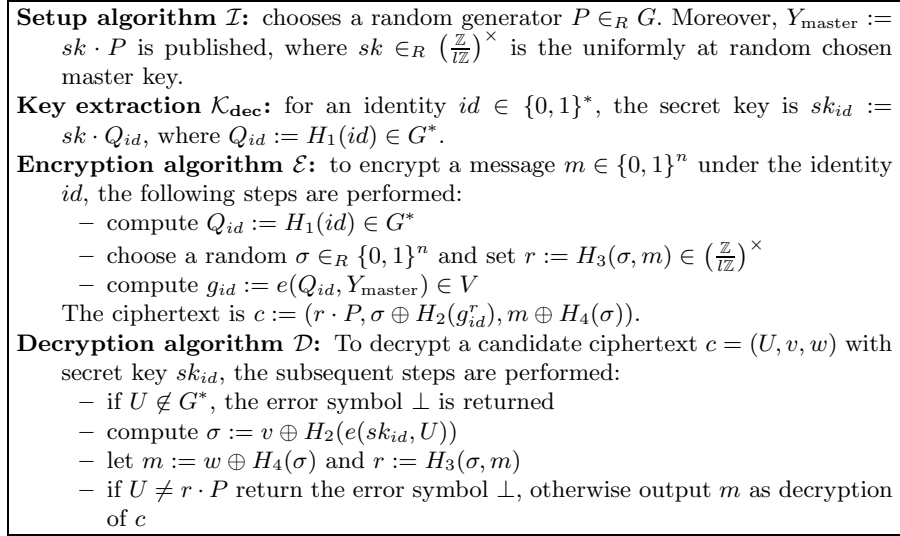 Setup algorithm ℐ: chooses a random generator P ∈_R G. Moreover, Y_master :=
sk · P is published, where sk ∈_R (ℤ/lℤ)^× is the uniformly at random chosen
master key.
Key extraction 𝒦_dec: for an identity id ∈ {0, 1}*, the secret key is sk_id :=
sk · Q_id, where Q_id := H_1(id) ∈ G*.
Encryption algorithm ℰ: to encrypt a message m ∈ {0, 1}^n under the identity
id, the following steps are performed:
– compute Q_id := H_1(id) ∈ G*
– choose a random σ ∈_R {0, 1}^n and set r := H_3(σ, m) ∈ (ℤ/lℤ)^×
– compute g_id := e(Q_id, Y_master) ∈ V
The ciphertext is c := (r · P, σ ⊕ H_2(g_id^r), m ⊕ H_4(σ)).
Decryption algorithm 𝒟: To decrypt a candidate ciphertext c = (U, v, w) with
secret key sk_id, the subsequent steps are performed:
– if U ∉ G*, the error symbol ⊥ is returned
– compute σ := v ⊕ H_2(e(sk_id, U))
– let m := w ⊕ H_4(σ) and r := H_3(σ, m)
– if U ≠ r · P return the error symbol ⊥, otherwise output m as decryption
of c